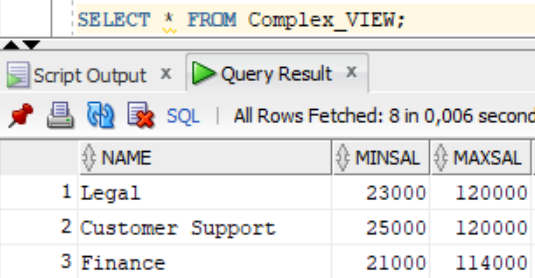 SELECT * FROM Complex_VIEW;
Script Output x Query Result x
SQL | All Rows Fetched: 8 in 0,006 second
NAME MINSAL MAXSAL
1 Legal 23000 120000
2 Customer Support 25000 120000
3 Finance 21000 114000